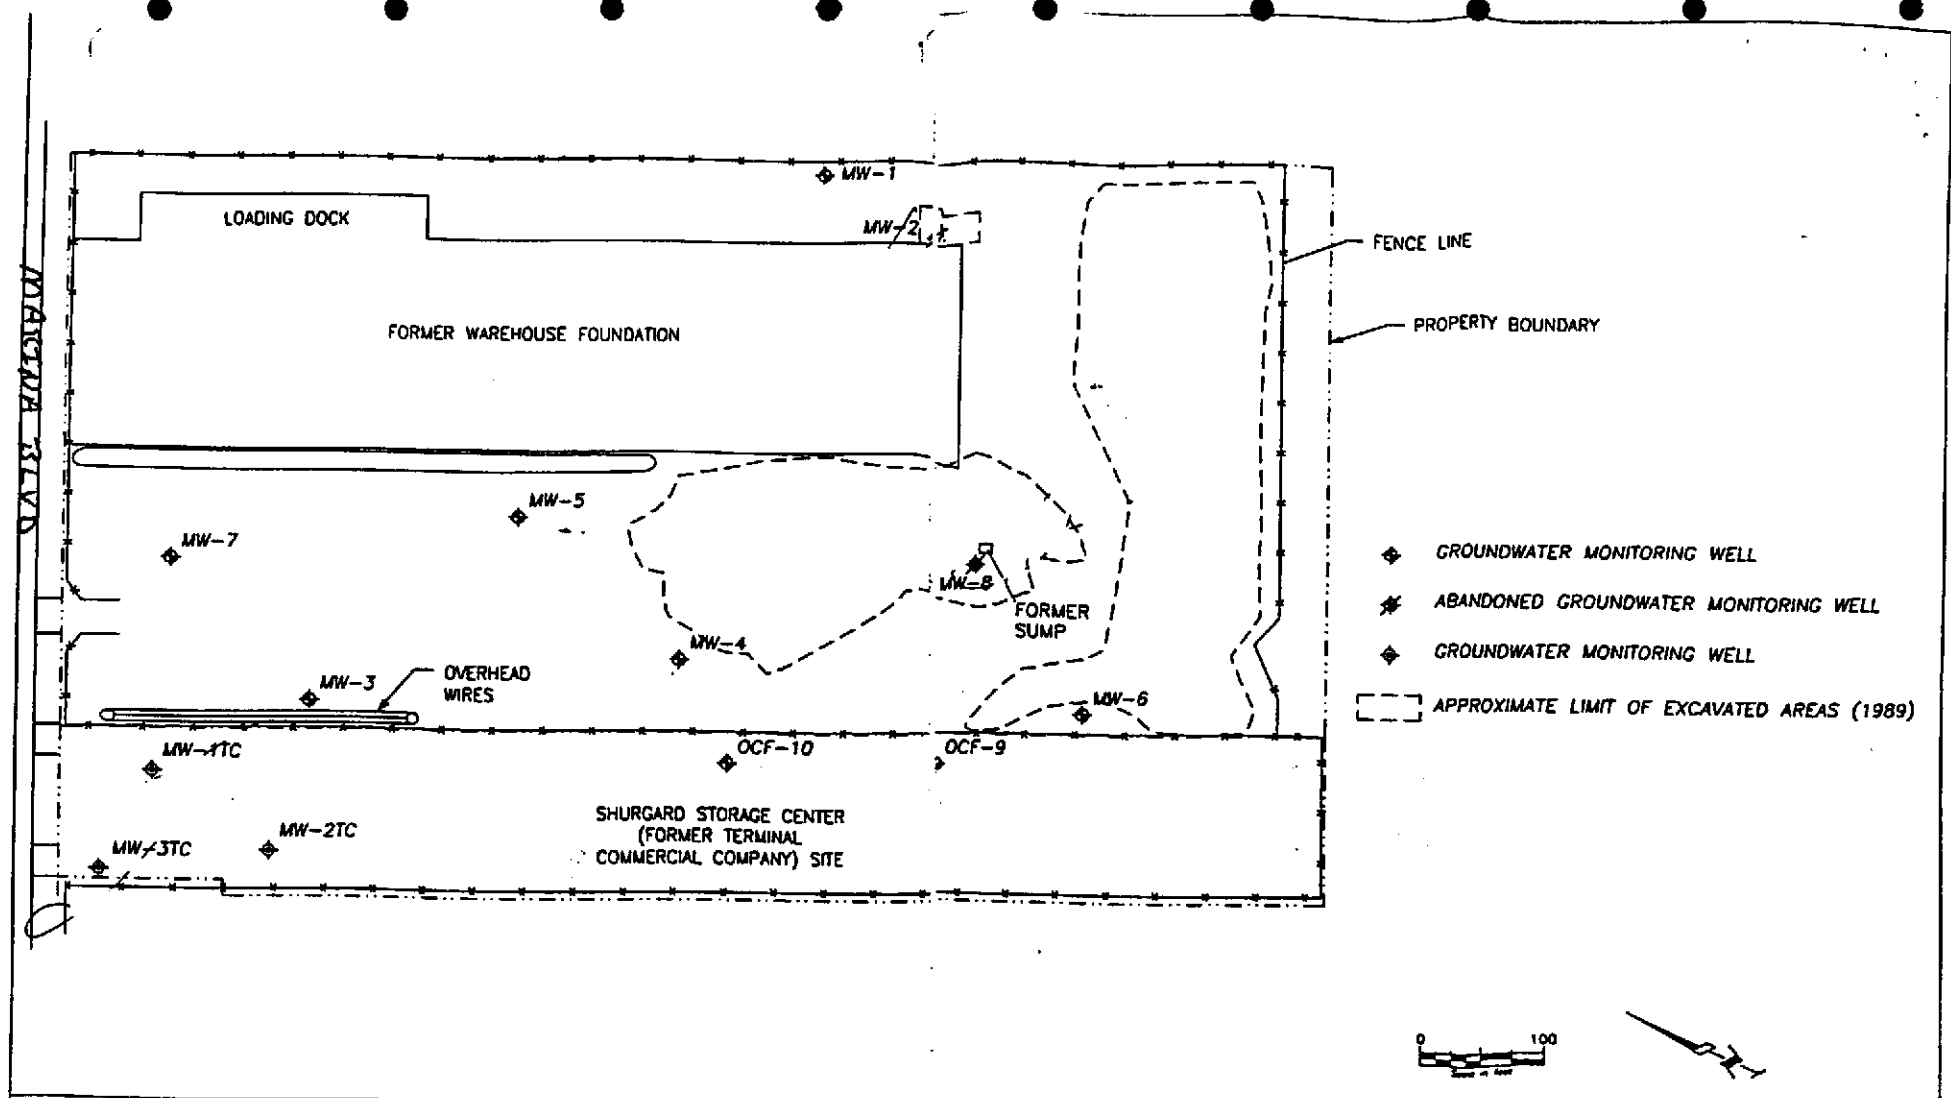 MW-1
LOADING DOCK
MW-2
FENCE LINE
FORMER WAREHOUSE FOUNDATION
PROPERTY BOUNDARY
BLVD
MW-5
MW-7
GROUNDWATER MONITORING WELL
MW-8
FORMER
SUMP
ABANDONED GROUNDWATER MONITORING WELL
MW-4
GROUNDWATER MONITORING WELL
OVERHEAD
WIRES
MW-3
MW-6
APPROXIMATE LIMIT OF EXCAVATED AREAS (1989)
MW-1TC
OCF-10
OCF-9
SHURGARD STORAGE CENTER
(FORMER TERMINAL
COMMERCIAL COMPANY) SITE
MW-2TC
MW-3TC
0 100
N